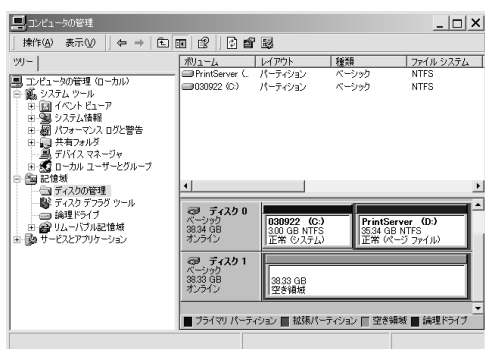 コンピュータの管理
操作(A) 表示(V)
ツリー
コンピュータの管理 (ローカル)
システム ツール
イベント ビューア
システム情報
パフォーマンス ログと警告
共有フォルダ
デバイス マネージャ
ローカル ユーザーとグループ
記憶域
ディスクの管理
ディスク デフラグ ツール
論理ドライブ
リムーバブル記憶域
サービスとアプリケーション
ボリューム レイアウト 種類 ファイル システム
PrintServer (... パーティション ベーシック NTFS
030922 (C:) パーティション ベーシック NTFS
ディスク 0
ベーシック
38.34 GB
オンライン
030922 (C:)
3.00 GB NTFS
正常 (システム)
PrintServer (D:)
35.34 GB NTFS
正常 (ページ ファイル)
ディスク 1
ベーシック
38.33 GB
オンライン
38.33 GB
空き領域
プライマリ パーティション 拡張パーティション 空き領域 論理ドライブ